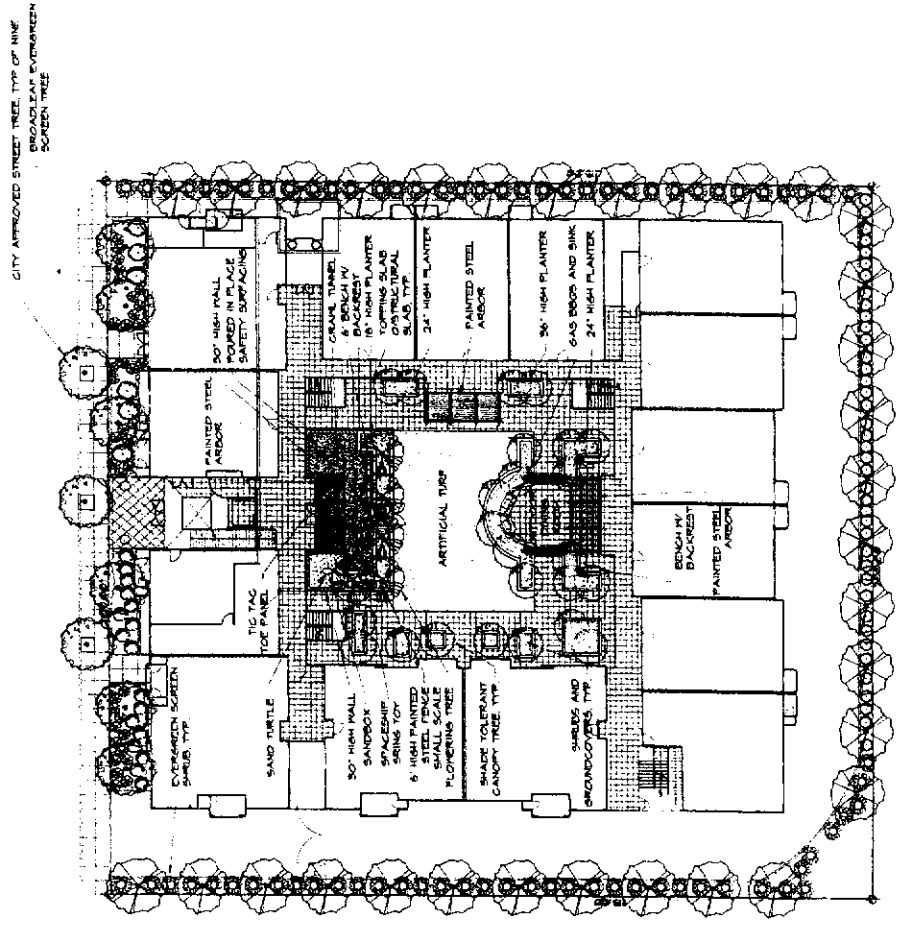 CITY APPROVED STREET TREE, TYP OF NINE
BROADLEAF EVERGREEN
SCREEN TREE
30" HIGH WALL
POURED IN PLACE
SAFETY SURFACING
PAINTED STEEL
ARBOR
TIC TAC
TOE PANEL
EVERGREEN SCREEN
SHRUB, TYP.
SAND TURTLE
CRAWL TUNNEL
6' BENCH W/
BACKREST
18" HIGH PLANTER
TOPPING SLAB
O/STRUCTURAL
SLAB, TYP.
24" HIGH PLANTER
PAINTED STEEL
ARBOR
36" HIGH PLANTER
GAS BBQS AND SINK
24" HIGH PLANTER
ARTIFICIAL TURF
OUTDOOR
DINING
ROOM
30" HIGH WALL
SANDBOX
SPACESHIP
SRING TOY
6' HIGH PAINTED
STEEL FENCE
SMALL SCALE
FLOWERING TREE
SHADE TOLERANT
CANOPY TREE, TYP
SHRUBS AND
GROUNDCOVERS, TYP.
BENCH W/
BACKREST
PAINTED STEEL
ARBOR